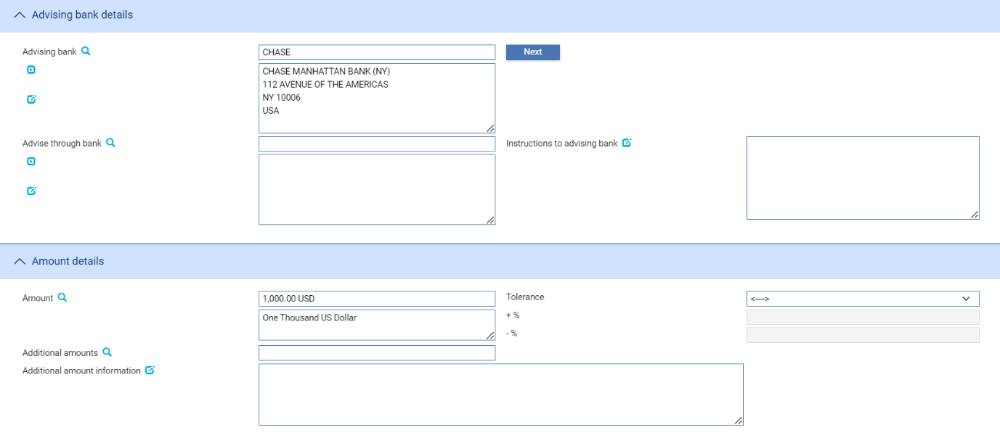 Advising bank details
Advising bank
CHASE
Next
CHASE MANHATTAN BANK (NY)
112 AVENUE OF THE AMERICAS
NY 10006
USA
Advise through bank
Instructions to advising bank
Amount details
Amount
1,000.00 USD
Tolerance
<---->
One Thousand US Dollar
+ %
- %
Additional amounts
Additional amount information